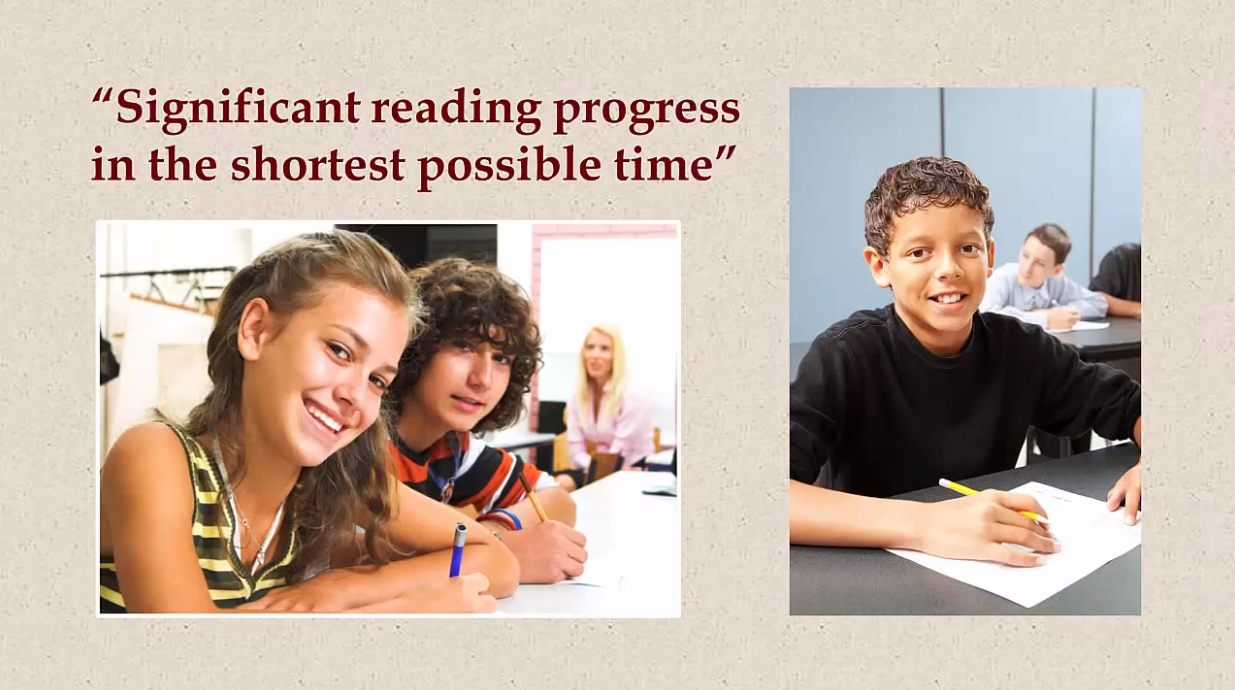 “Significant reading progress
in the shortest possible time”